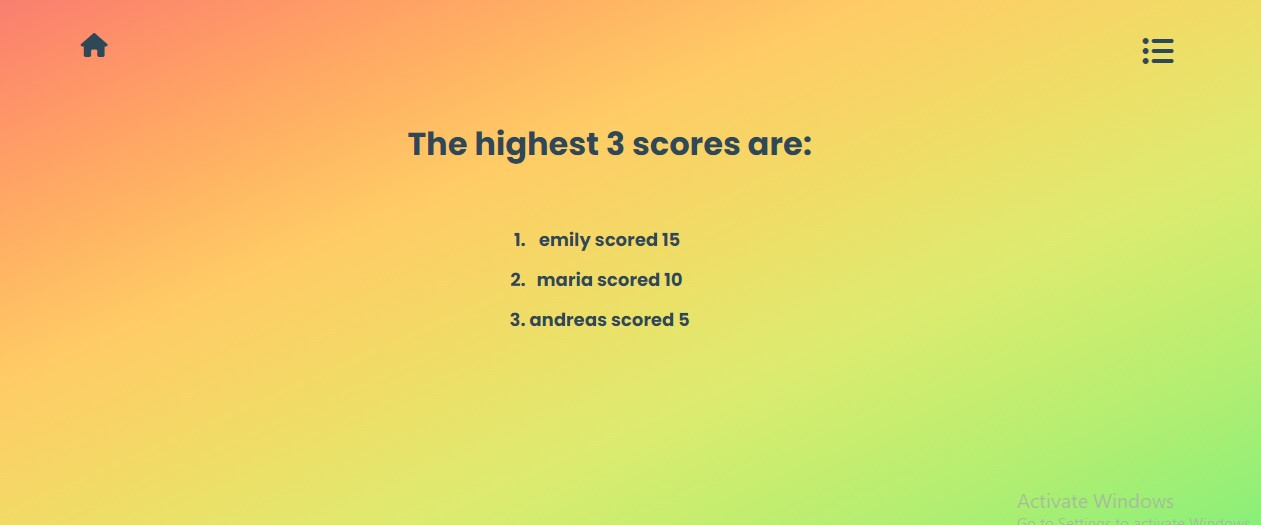 The highest 3 scores are:
1. emily scored 15
2. maria scored 10
3. andreas scored 5
Activate Windows
Go to Settings to activate Windows.